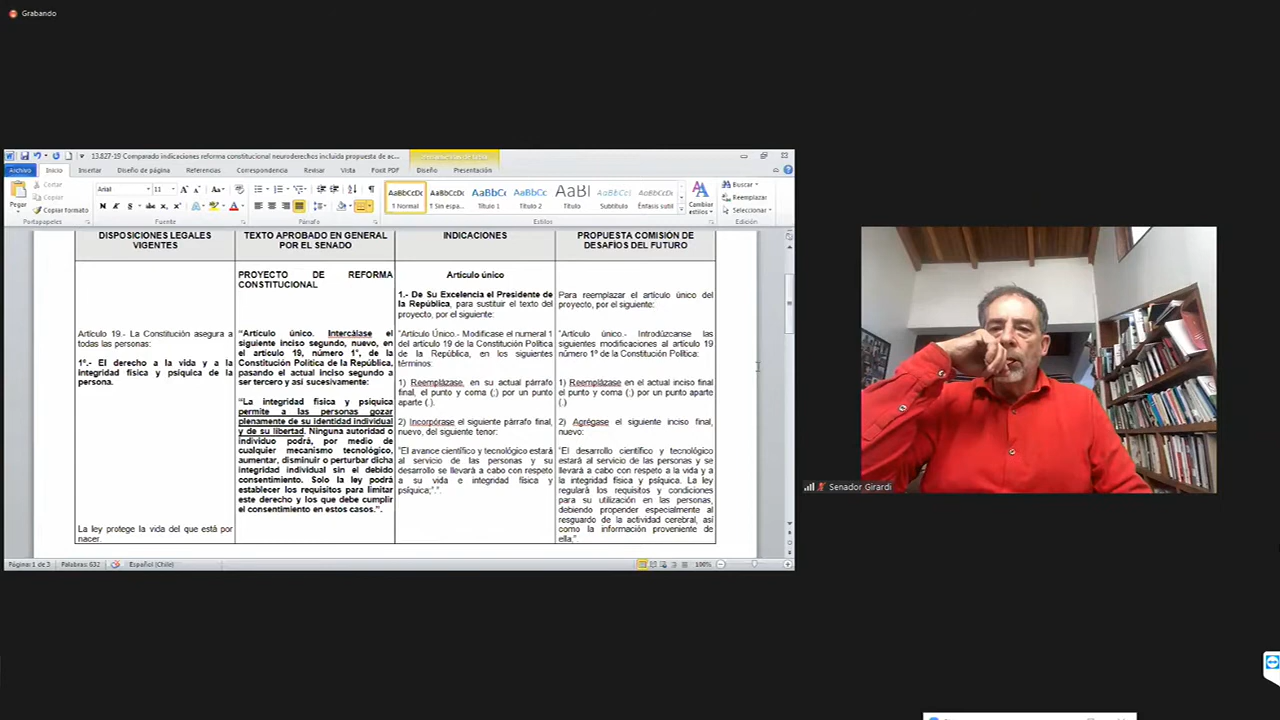 Grabando
13.827-19 Comparado indicaciones reforma constitucional neuroderechos incluida propuesta de ac...
Archivo Inicio Insertar Diseño de página Referencias Correspondencia Revisar Vista Foxit PDF Diseño Presentación
Pegar
Cortar
Copiar
Copiar formato
Portapapeles
Arial 11
Fuente
Párrafo
AaBbCcDc AaBbCcDc AaBbCc AaBbCc AaBl AaBbCcl AaBbCcDc
1 Normal 1 Sin espa... Título 1 Título 2 Título Subtítulo Énfasis sutil
Estilos
Cambiar
estilos
Buscar
Reemplazar
Seleccionar
Edición
DISPOSICIONES LEGALES
VIGENTES
Artículo 19.- La Constitución asegura a
todas las personas:
1º.- El derecho a la vida y a la
integridad física y psíquica de la
persona.
La ley protege la vida del que está por
nacer.
TEXTO APROBADO EN GENERAL
POR EL SENADO
PROYECTO DE REFORMA
CONSTITUCIONAL
“Artículo único. Intercálase el
siguiente inciso segundo, nuevo, en
el artículo 19, número 1°, de la
Constitución Política de la República,
pasando el actual inciso segundo a
ser tercero y así sucesivamente:
“La integridad física y psíquica
permite a las personas gozar
plenamente de su identidad individual
y de su libertad. Ninguna autoridad o
individuo podrá, por medio de
cualquier mecanismo tecnológico,
aumentar, disminuir o perturbar dicha
integridad individual sin el debido
consentimiento. Solo la ley podrá
establecer los requisitos para limitar
este derecho y los que debe cumplir
el consentimiento en estos casos.”.
INDICACIONES
Artículo único
1.- De Su Excelencia el Presidente de
la República, para sustituir el texto del
proyecto, por el siguiente:
“Artículo Único.- Modifícase el numeral 1
del artículo 19 de la Constitución Política
de la República, en los siguientes
términos:
1) Reemplázase, en su actual párrafo
final, el punto y coma (;) por un punto
aparte (.).
2) Incorpórase el siguiente párrafo final,
nuevo, del siguiente tenor:
“El avance científico y tecnológico estará
al servicio de las personas y su
desarrollo se llevará a cabo con respeto
a su vida e integridad física y
psíquica;”.”.
PROPUESTA COMISIÓN DE
DESAFÍOS DEL FUTURO
Para reemplazar el artículo único del
proyecto, por el siguiente:
“Artículo único.- Introdúzcanse las
siguientes modificaciones al artículo 19
número 1º de la Constitución Política:
1) Reemplázase en el actual inciso final
el punto y coma (;) por un punto aparte
(.)
2) Agrégase el siguiente inciso final,
nuevo:
“El desarrollo científico y tecnológico
estará al servicio de las personas y se
llevará a cabo con respeto a la vida y a
la integridad física y psíquica. La ley
regulará los requisitos y condiciones
para su utilización en las personas,
debiendo propender especialmente al
resguardo de la actividad cerebral, así
como la información proveniente de
ella;”.
Página: 1 de 3 Palabras: 632 Español (Chile) 100%
Senador Girardi